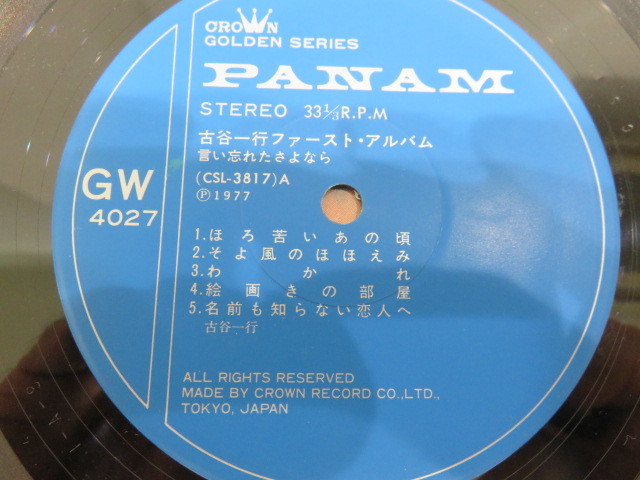 CROWN
GOLDEN SERIES
PANAM
STEREO 33⅓R.P.M
古谷一行ファースト・アルバム
言い忘れたさよなら
(CSL-3817)A
Ⓟ1977
GW
4027
1.ほろ苦いあの頃
2.そよ風のほほえみ
3.わかれ
4.絵画きの部屋
5.名前も知らない恋人へ
古谷一行
ALL RIGHTS RESERVED
MADE BY CROWN RECORD CO.,LTD.,
TOKYO, JAPAN